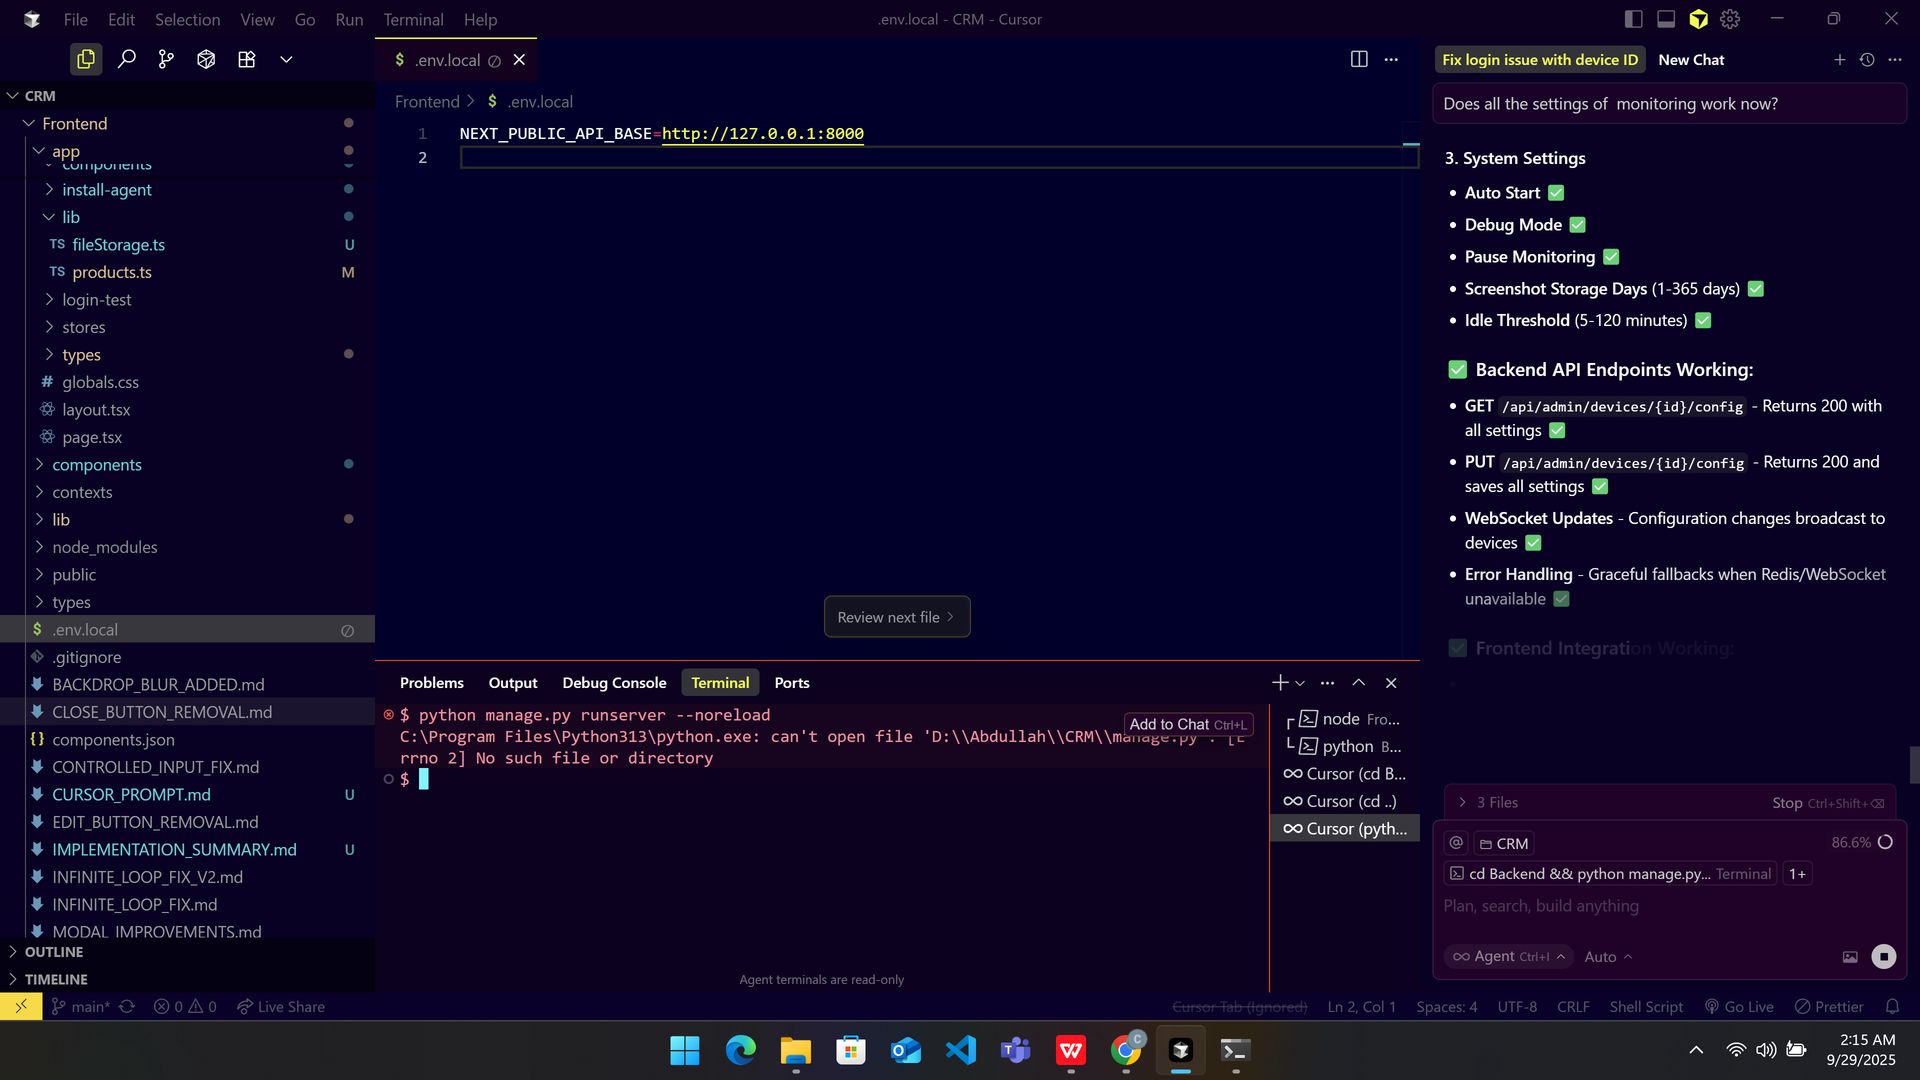 File Edit Selection View Go Run Terminal Help
.env.local - CRM - Cursor
$ .env.local
Fix login issue with device ID
New Chat
CRM
Frontend
app
components
install-agent
lib
TS fileStorage.ts U
TS products.ts M
login-test
stores
types
# globals.css
layout.tsx
page.tsx
components
contexts
lib
node_modules
public
types
$ .env.local
.gitignore
BACKDROP_BLUR_ADDED.md
CLOSE_BUTTON_REMOVAL.md
{} components.json
CONTROLLED_INPUT_FIX.md
CURSOR_PROMPT.md U
EDIT_BUTTON_REMOVAL.md
IMPLEMENTATION_SUMMARY.md U
INFINITE_LOOP_FIX_V2.md
INFINITE_LOOP_FIX.md
MODAL_IMPROVEMENTS.md
OUTLINE
TIMELINE
Frontend > $ .env.local
1 NEXT_PUBLIC_API_BASE=http://127.0.0.1:8000
2
Review next file >
Problems Output Debug Console Terminal Ports
$ python manage.py runserver --noreload
C:\Program Files\Python313\python.exe: can't open file 'D:\\Abdullah\\CRM\\manage.py': [E
rrno 2] No such file or directory
$
Add to Chat Ctrl+L
node Fro...
python B...
Cursor (cd B...
Cursor (cd ..)
Cursor (pyth...
Agent terminals are read-only
Does all the settings of  monitoring work now?
3. System Settings
• Auto Start ✅
• Debug Mode ✅
• Pause Monitoring ✅
• Screenshot Storage Days (1-365 days) ✅
• Idle Threshold (5-120 minutes) ✅
✅ Backend API Endpoints Working:
• GET /api/admin/devices/{id}/config - Returns 200 with
all settings ✅
• PUT /api/admin/devices/{id}/config - Returns 200 and
saves all settings ✅
• WebSocket Updates - Configuration changes broadcast to
devices ✅
• Error Handling - Graceful fallbacks when Redis/WebSocket
unavailable ✅
✅ Frontend Integration Working:
> 3 Files
Stop Ctrl+Shift+⌫
@ CRM 86.6%
cd Backend && python manage.py... Terminal 1+
Plan, search, build anything
Agent Ctrl+I
Auto
main* 0 0 Live Share
Cursor Tab (Ignored) Ln 2, Col 1 Spaces: 4 UTF-8 CRLF Shell Script Go Live Prettier
2:15 AM
9/29/2025